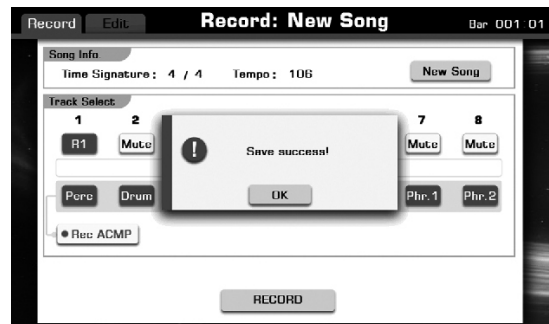 Record Edit Record: New Song Bar 001:01
Song Info
Time Signature: 4 / 4 Tempo: 106 New Song
Track Select
1 2 7 8
R1 Mute Mute Mute
Save success!
Perc Drum OK Phr.1 Phr.2
Rec ACMP
RECORD